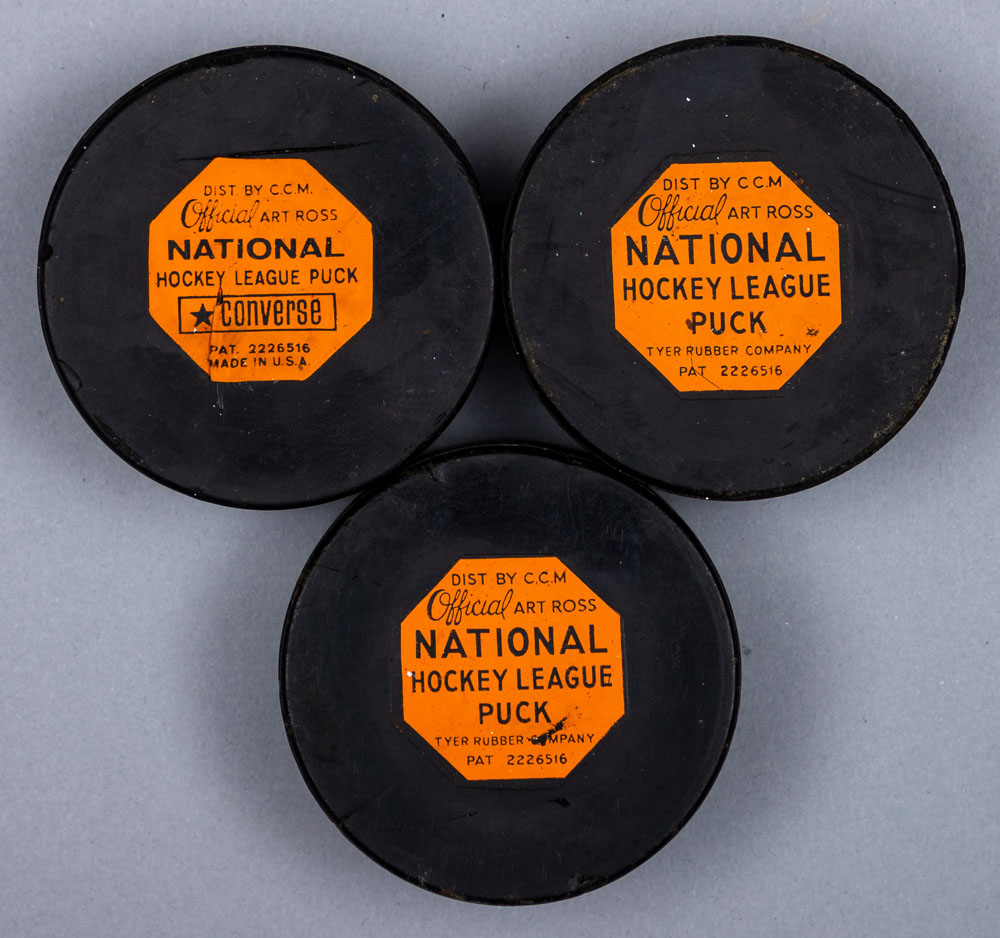 DIST BY C.C.M.
Official ART ROSS
NATIONAL
HOCKEY LEAGUE PUCK
★ converse
PAT. 2226516
MADE IN U.S.A.
DIST BY C C M
Official ART ROSS
NATIONAL
HOCKEY LEAGUE
PUCK
TYER RUBBER COMPANY
PAT 2226516
DIST BY C.C.M
Official ART ROSS
NATIONAL
HOCKEY LEAGUE
PUCK
TYER RUBBER COMPANY
PAT 2226516